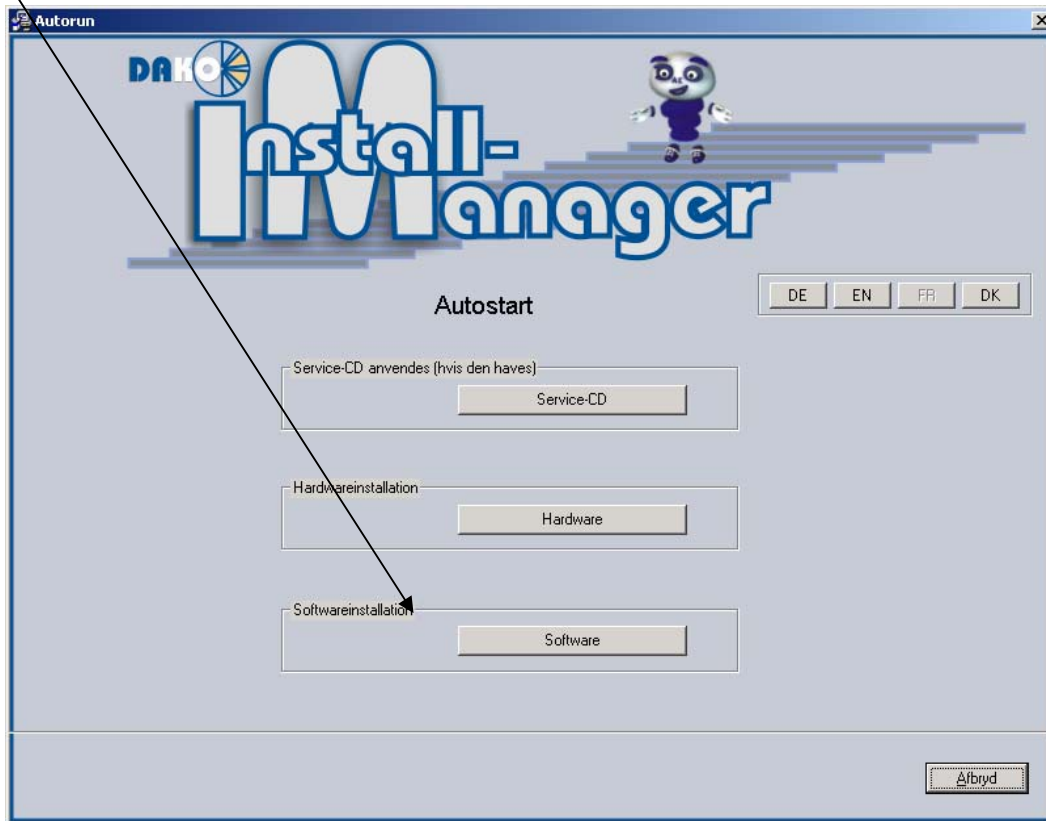 Autorun
DAKO
Install-
Manager
Autostart
DE EN FR DK
Service-CD anvendes (hvis den haves)
Service-CD
Hardwareinstallation
Hardware
Softwareinstallation
Software
Afbryd